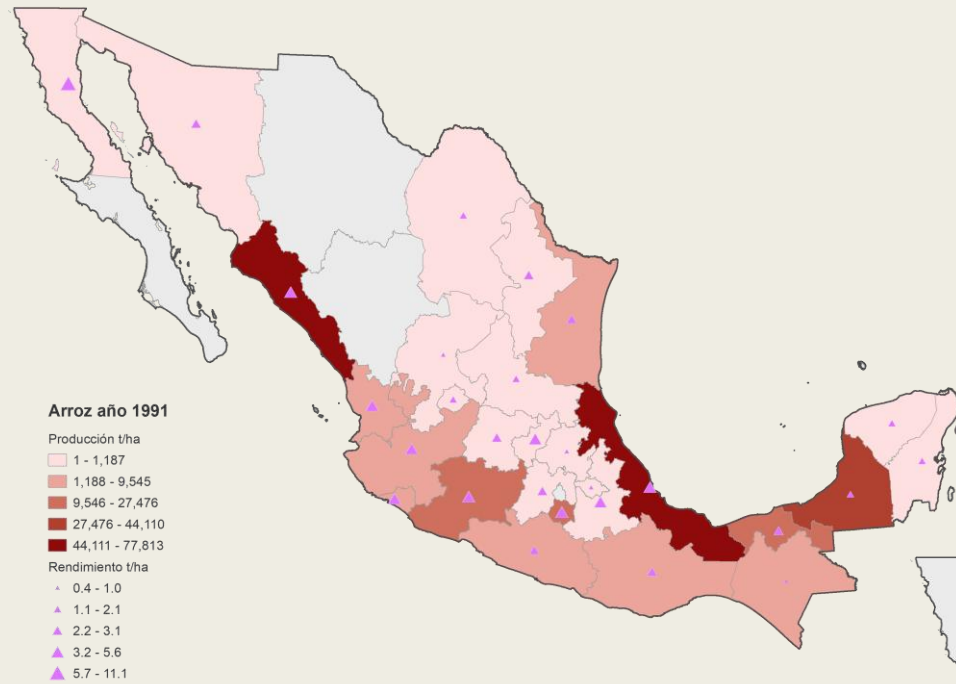 Arroz año 1991
Producción t/ha
1 - 1,187
1,188 - 9,545
9,546 - 27,476
27,476 - 44,110
44,111 - 77,813
Rendimiento t/ha
0.4 - 1.0
1.1 - 2.1
2.2 - 3.1
3.2 - 5.6
5.7 - 11.1